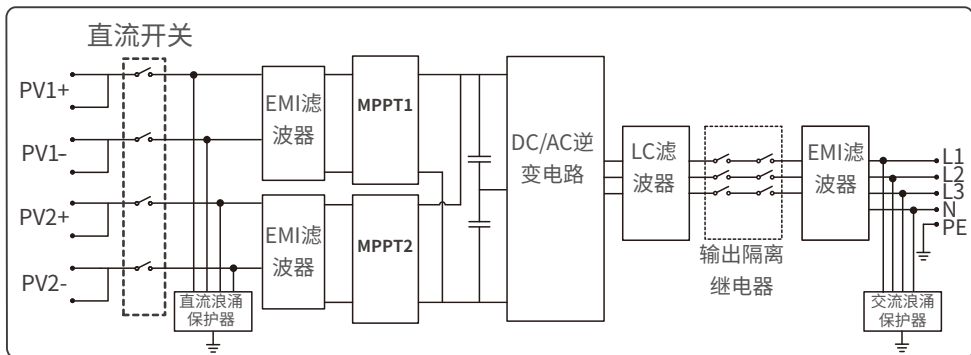 直流开关
PV1+
PV1-
PV2+
PV2-
EMI滤
波器
EMI滤
波器
直流浪涌
保护器
MPPT1
MPPT2
DC/AC逆
变电路
LC滤
波器
输出隔离
继电器
EMI滤
波器
L1
L2
L3
N
PE
交流浪涌
保护器